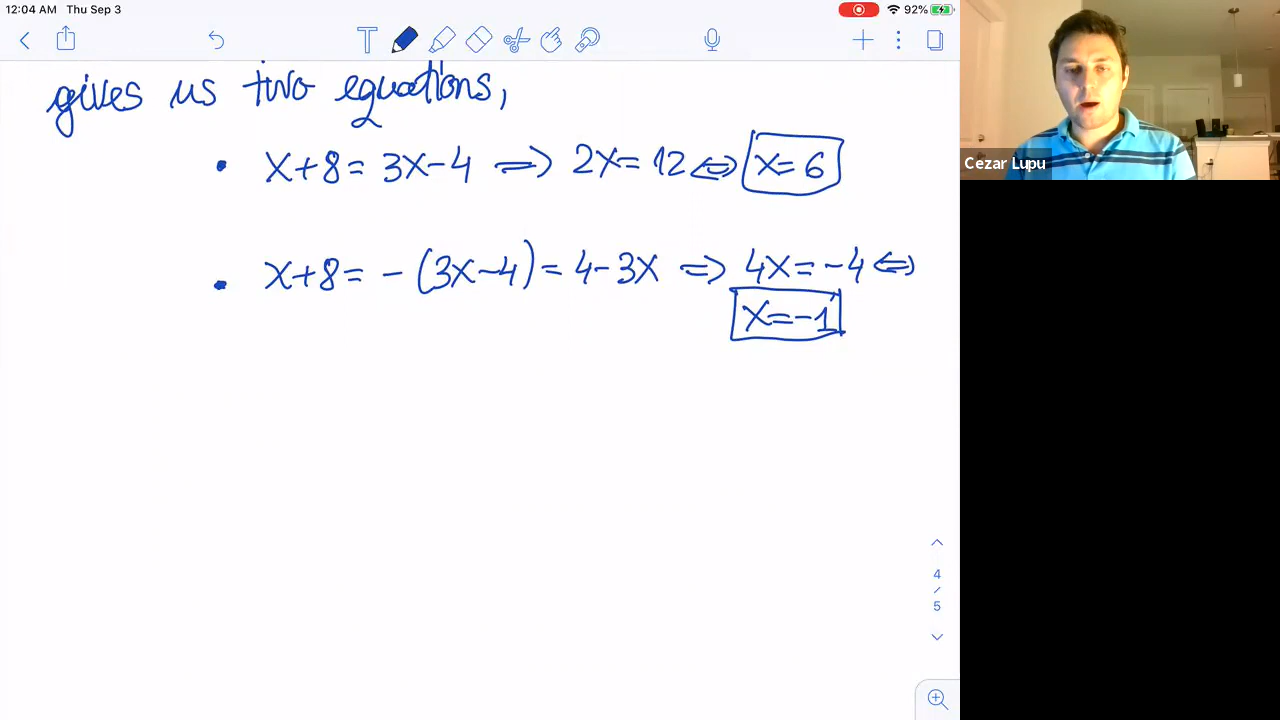 12:04 AM Thu Sep 3
92%
gives us two equations,
• x+8 = 3x-4 ⇒ 2x = 12 ⇔ x = 6
• x+8 = -(3x-4) = 4-3x ⇒ 4x = -4 ⇔
x = -1
Cezar Lupu
4
/
5